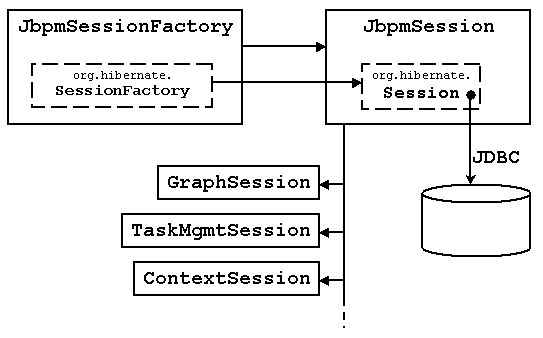 JbpmSessionFactory
org.hibernate.
SessionFactory
JbpmSession
org.hibernate.
Session
JDBC
GraphSession
TaskMgmtSession
ContextSession